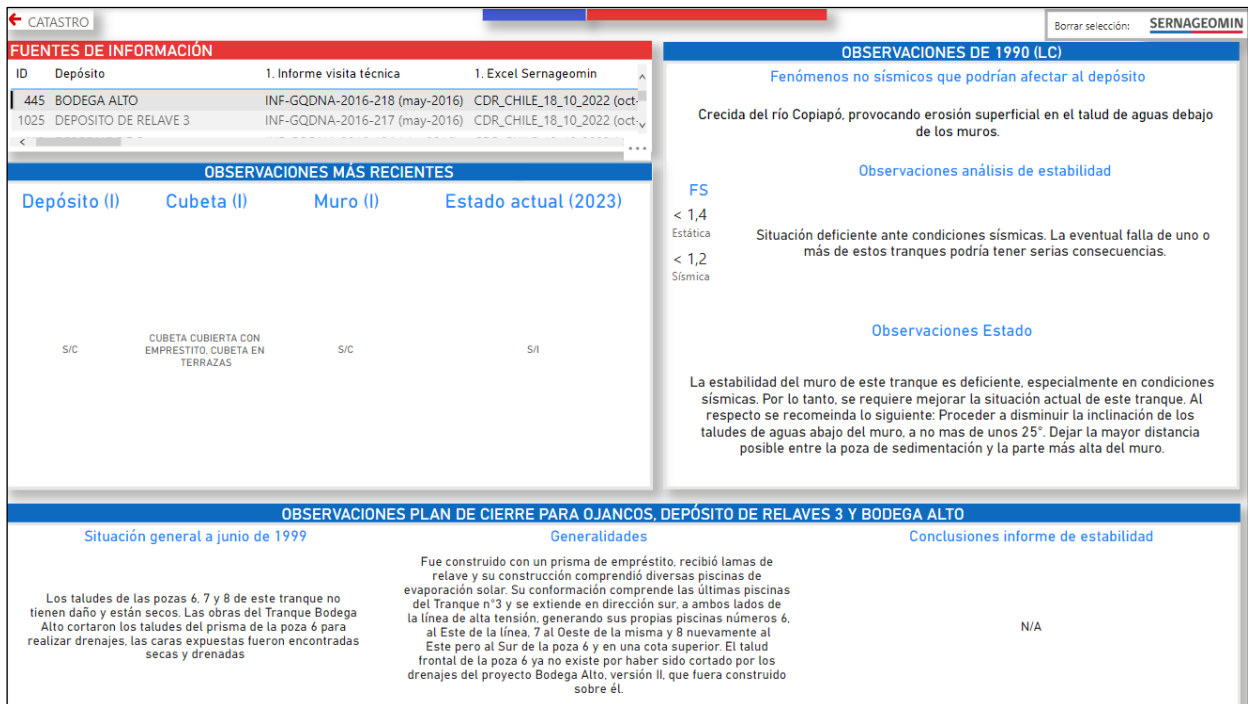 CATASTRO
Borrar selección:
SERNAGEOMIN
FUENTES DE INFORMACIÓN
ID Depósito 1. Informe visita técnica 1. Excel Sernageomin
445 BODEGA ALTO INF-GQDNA-2016-218 (may-2016) CDR_CHILE_18_10_2022 (oct-
1025 DEPOSITO DE RELAVE 3 INF-GQDNA-2016-217 (may-2016) CDR_CHILE_18_10_2022 (oct-
OBSERVACIONES MÁS RECIENTES
Depósito (I) Cubeta (I) Muro (I) Estado actual (2023)
S/C
CUBETA CUBIERTA CON
EMPRESTITO, CUBETA EN
TERRAZAS
S/C
S/I
OBSERVACIONES DE 1990 (LC)
Fenómenos no sísmicos que podrían afectar al depósito
Crecida del río Copiapó, provocando erosión superficial en el talud de aguas debajo
de los muros.
Observaciones análisis de estabilidad
FS
< 1,4
Estática
< 1,2
Sísmica
Situación deficiente ante condiciones sísmicas. La eventual falla de uno o
más de estos tranques podría tener serias consecuencias.
Observaciones Estado
La estabilidad del muro de este tranque es deficiente, especialmente en condiciones
sísmicas. Por lo tanto, se requiere mejorar la situación actual de este tranque. Al
respecto se recomeinda lo siguiente: Proceder a disminuir la inclinación de los
taludes de aguas abajo del muro, a no mas de unos 25°. Dejar la mayor distancia
posible entre la poza de sedimentación y la parte más alta del muro.
OBSERVACIONES PLAN DE CIERRE PARA OJANCOS, DEPÓSITO DE RELAVES 3 Y BODEGA ALTO
Situación general a junio de 1999
Los taludes de las pozas 6, 7 y 8 de este tranque no
tienen daño y están secos. Las obras del Tranque Bodega
Alto cortaron los taludes del prisma de la poza 6 para
realizar drenajes, las caras expuestas fueron encontradas
secas y drenadas
Generalidades
Fue construido con un prisma de empréstito, recibió lamas de
relave y su construcción comprendió diversas piscinas de
evaporación solar. Su conformación comprende las últimas piscinas
del Tranque n°3 y se extiende en dirección sur, a ambos lados de
la línea de alta tensión, generando sus propias piscinas números 6,
al Este de la línea, 7 al Oeste de la misma y 8 nuevamente al
Este pero al Sur de la poza 6 y en una cota superior. El talud
frontal de la poza 6 ya no existe por haber sido cortado por los
drenajes del proyecto Bodega Alto, versión II, que fuera construido
sobre él.
Conclusiones informe de estabilidad
N/A